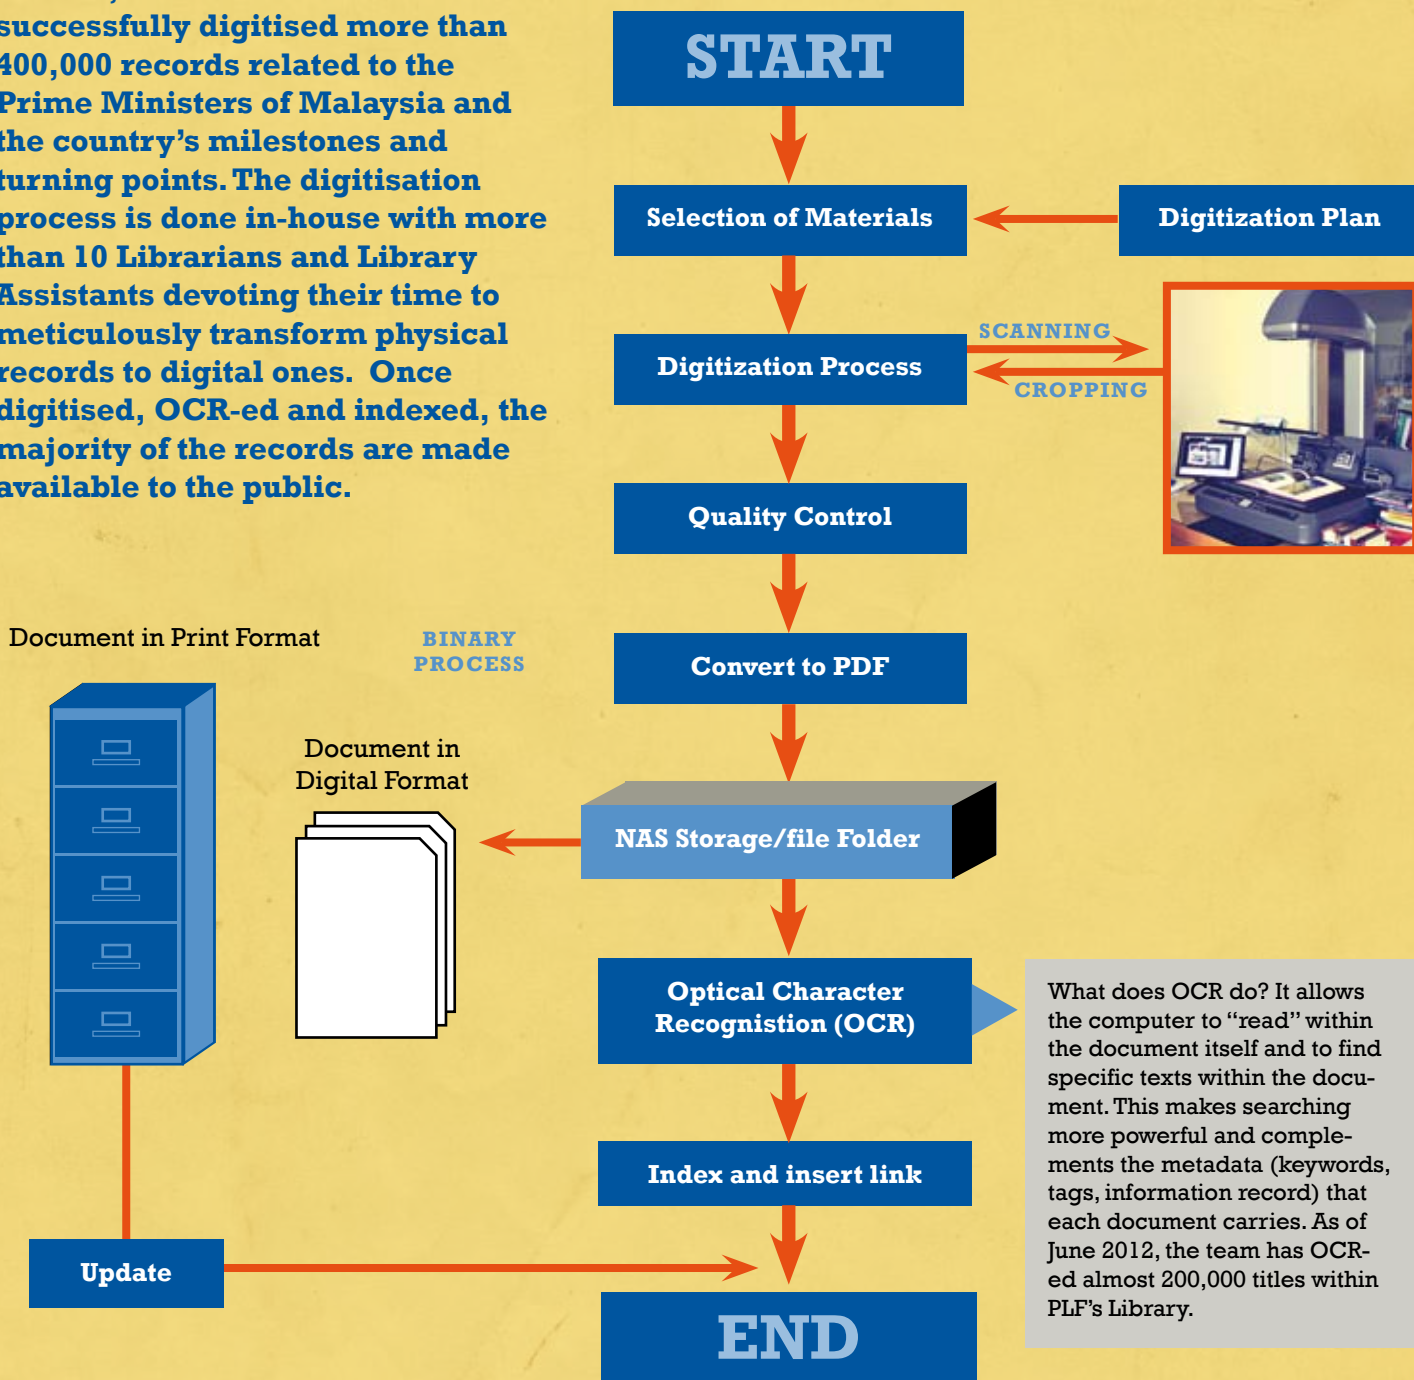 successfully digitised more than
400,000 records related to the
Prime Ministers of Malaysia and
the country's milestones and
turning points. The digitisation
process is done in-house with more
than 10 Librarians and Library
Assistants devoting their time to
meticulously transform physical
records to digital ones. Once
digitised, OCR-ed and indexed, the
majority of the records are made
available to the public.
START
Selection of Materials
Digitization Plan
Digitization Process
SCANNING
CROPPING
Quality Control
Convert to PDF
Document in Print Format
BINARY
PROCESS
Document in
Digital Format
NAS Storage/file Folder
Optical Character
Recognistion (OCR)
What does OCR do? It allows
the computer to “read” within
the document itself and to find
specific texts within the docu-
ment. This makes searching
more powerful and comple-
ments the metadata (keywords,
tags, information record) that
each document carries. As of
June 2012, the team has OCR-
ed almost 200,000 titles within
PLF's Library.
Index and insert link
Update
END